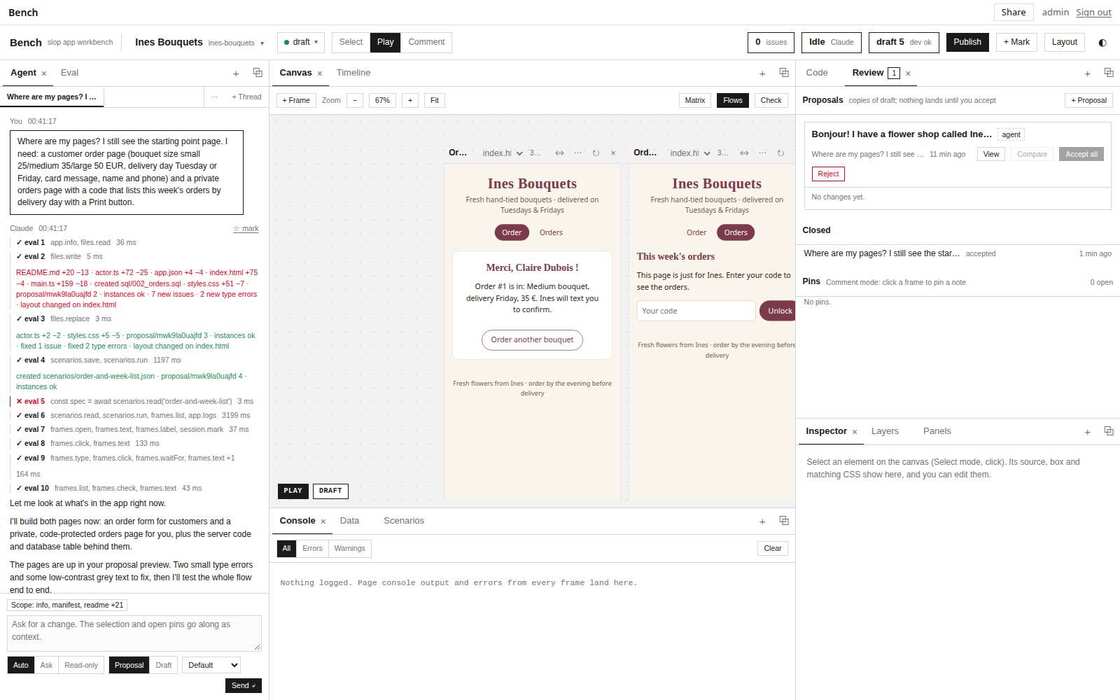 Bench
Share admin Sign out
Bench slop app workbench Ines Bouquets ines-bouquets draft Select Play Comment 0 issues Idle Claude draft 5 dev ok Publish + Mark Layout
Agent × Eval +
Where are my pages? I ... ··· + Thread
You 00:41:17
Where are my pages? I still see the starting point page. I
need: a customer order page (bouquet size small
25/medium 35/large 50 EUR, delivery day Tuesday or
Friday, card message, name and phone) and a private
orders page with a code that lists this week's orders by
delivery day with a Print button.
Claude 00:41:17 ☆ mark
✓ eval 1 app.info, files.read 36 ms
✓ eval 2 files.write 5 ms
README.md +20 −13 · actor.ts +72 −25 · app.json +4 −4 · index.html +75
−4 · main.ts +159 −18 · created sql/002_orders.sql · styles.css +51 −7 ·
proposal/mwk9la0uajfd 2 · instances ok · 7 new issues · 2 new type errors
· layout changed on index.html
✓ eval 3 files.replace 3 ms
actor.ts +2 −2 · styles.css +5 −5 · proposal/mwk9la0uajfd 3 · instances ok
· fixed 1 issue · fixed 2 type errors · layout changed on index.html
✓ eval 4 scenarios.save, scenarios.run 1197 ms
created scenarios/order-and-week-list.json · proposal/mwk9la0uajfd 4 ·
instances ok
✕ eval 5 const spec = await scenarios.read('order-and-week-list') 3 ms
✓ eval 6 scenarios.read, scenarios.run, frames.list, app.logs 3199 ms
✓ eval 7 frames.open, frames.text, frames.label, session.mark 37 ms
✓ eval 8 frames.click, frames.text 133 ms
✓ eval 9 frames.type, frames.click, frames.waitFor, frames.text +1
164 ms
✓ eval 10 frames.list, frames.check, frames.text 43 ms
Let me look at what's in the app right now.
I'll build both pages now: an order form for customers and a
private, code-protected orders page for you, plus the server code
and database table behind them.
The pages are up in your proposal preview. Two small type errors
and some low-contrast grey text to fix, then I'll test the whole flow
end to end.
Scope: info, manifest, readme +21
Ask for a change. The selection and open pins go along as
context.
Auto Ask Read-only Proposal Draft Default
Send
Canvas × Timeline +
+ Frame Zoom − 67% + Fit Matrix Flows Check
Or... index.h 3... ··· × Ord... index.h 3... ···
Ines Bouquets
Fresh hand-tied bouquets · delivered on
Tuesdays & Fridays
Order Orders
Merci, Claire Dubois !
Order #1 is in: Medium bouquet,
delivery Friday, 35 €. Ines will text you
to confirm.
Order another bouquet
Fresh flowers from Ines · order by the evening before
delivery
Ines Bouquets
Fresh hand-tied bouquets · delivered on
Tuesdays & Fridays
Order Orders
This week's orders
This page is just for Ines. Enter your code to
see the orders.
Your code Unlock
Fresh flowers from Ines · order by the evening before
delivery
PLAY DRAFT
Console × Data Scenarios +
All Errors Warnings Clear
Nothing logged. Page console output and errors from every frame land here.
Code Review 1 × +
Proposals copies of draft; nothing lands until you accept + Proposal
Bonjour! I have a flower shop called Ine... agent
Where are my pages? I still see ... 11 min ago View Compare Accept all
Reject
No changes yet.
Closed
Where are my pages? I still see the star... accepted 1 min ago
Pins Comment mode: click a frame to pin a note 0 open
No pins.
Inspector × Layers Panels +
Select an element on the canvas (Select mode, click). Its source, box and
matching CSS show here, and you can edit them.